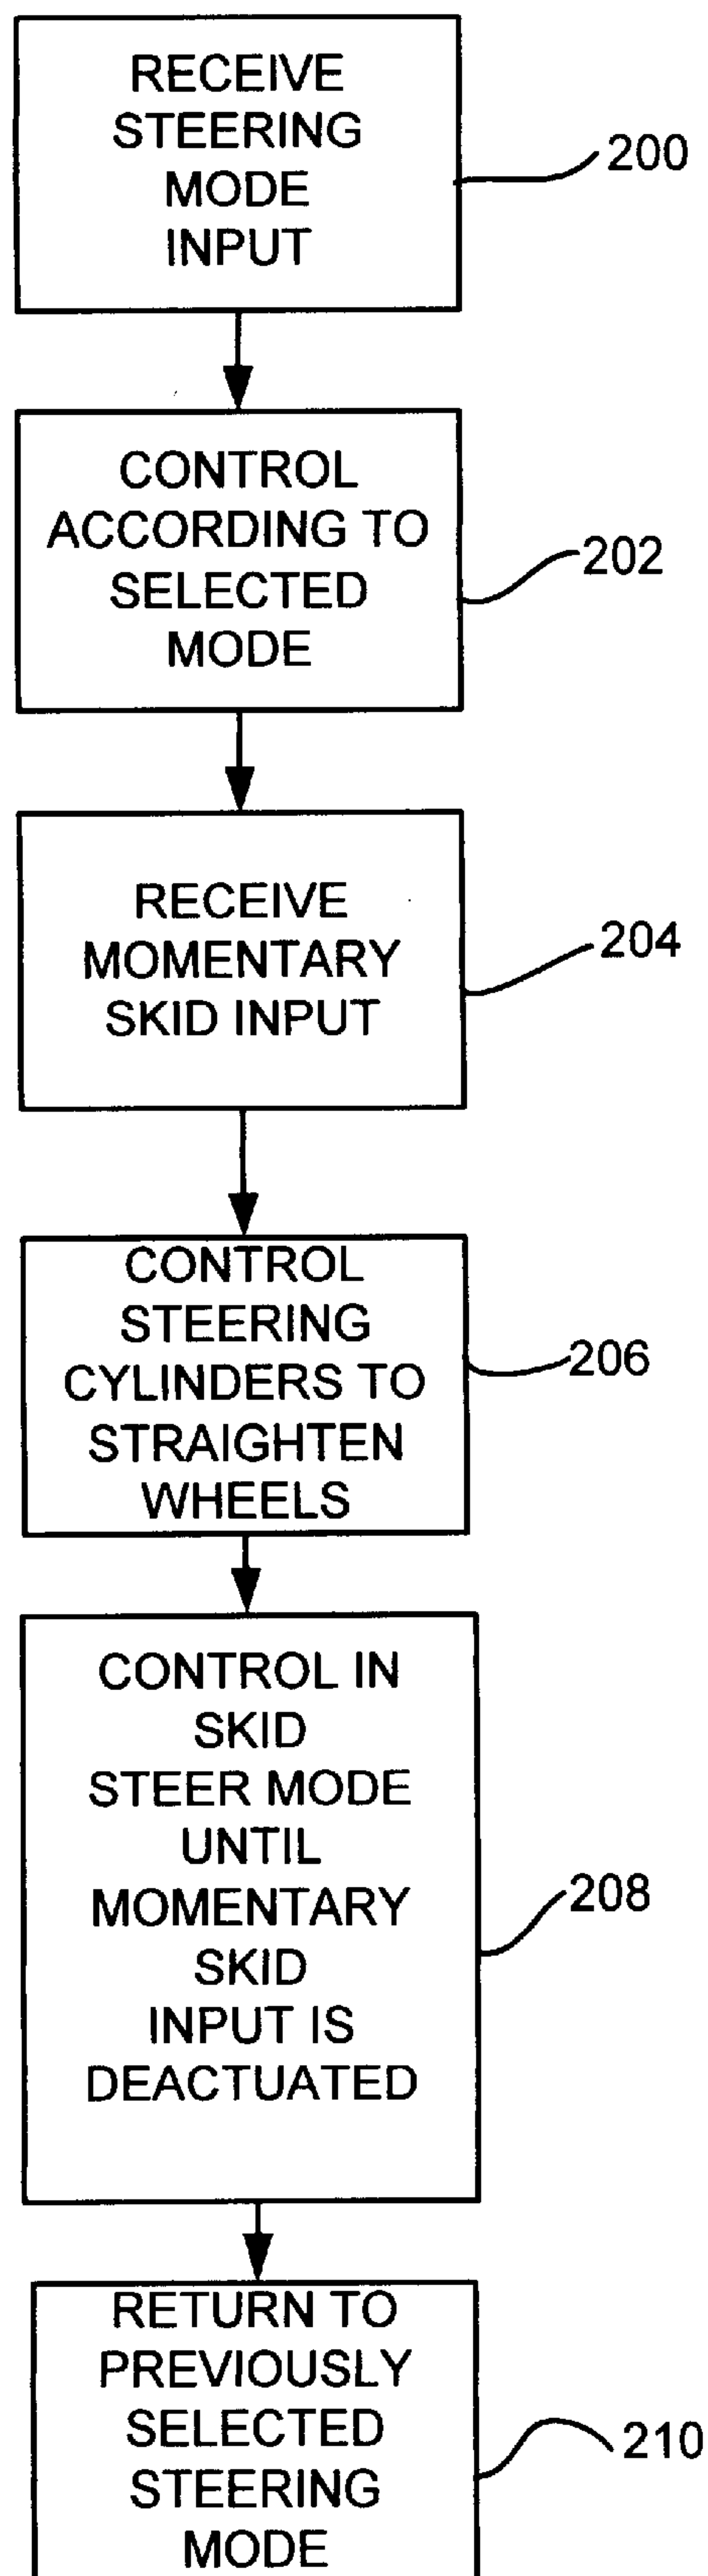 RECEIVE
STEERING
MODE
INPUT
200
CONTROL
ACCORDING TO
SELECTED
MODE
202
RECEIVE
MOMENTARY
SKID INPUT
204
CONTROL
STEERING
CYLINDERS TO
STRAIGHTEN
WHEELS
206
CONTROL IN
SKID
STEER MODE
UNTIL
MOMENTARY
SKID
INPUT IS
DEACTUATED
208
RETURN TO
PREVIOUSLY
SELECTED
STEERING
MODE
210